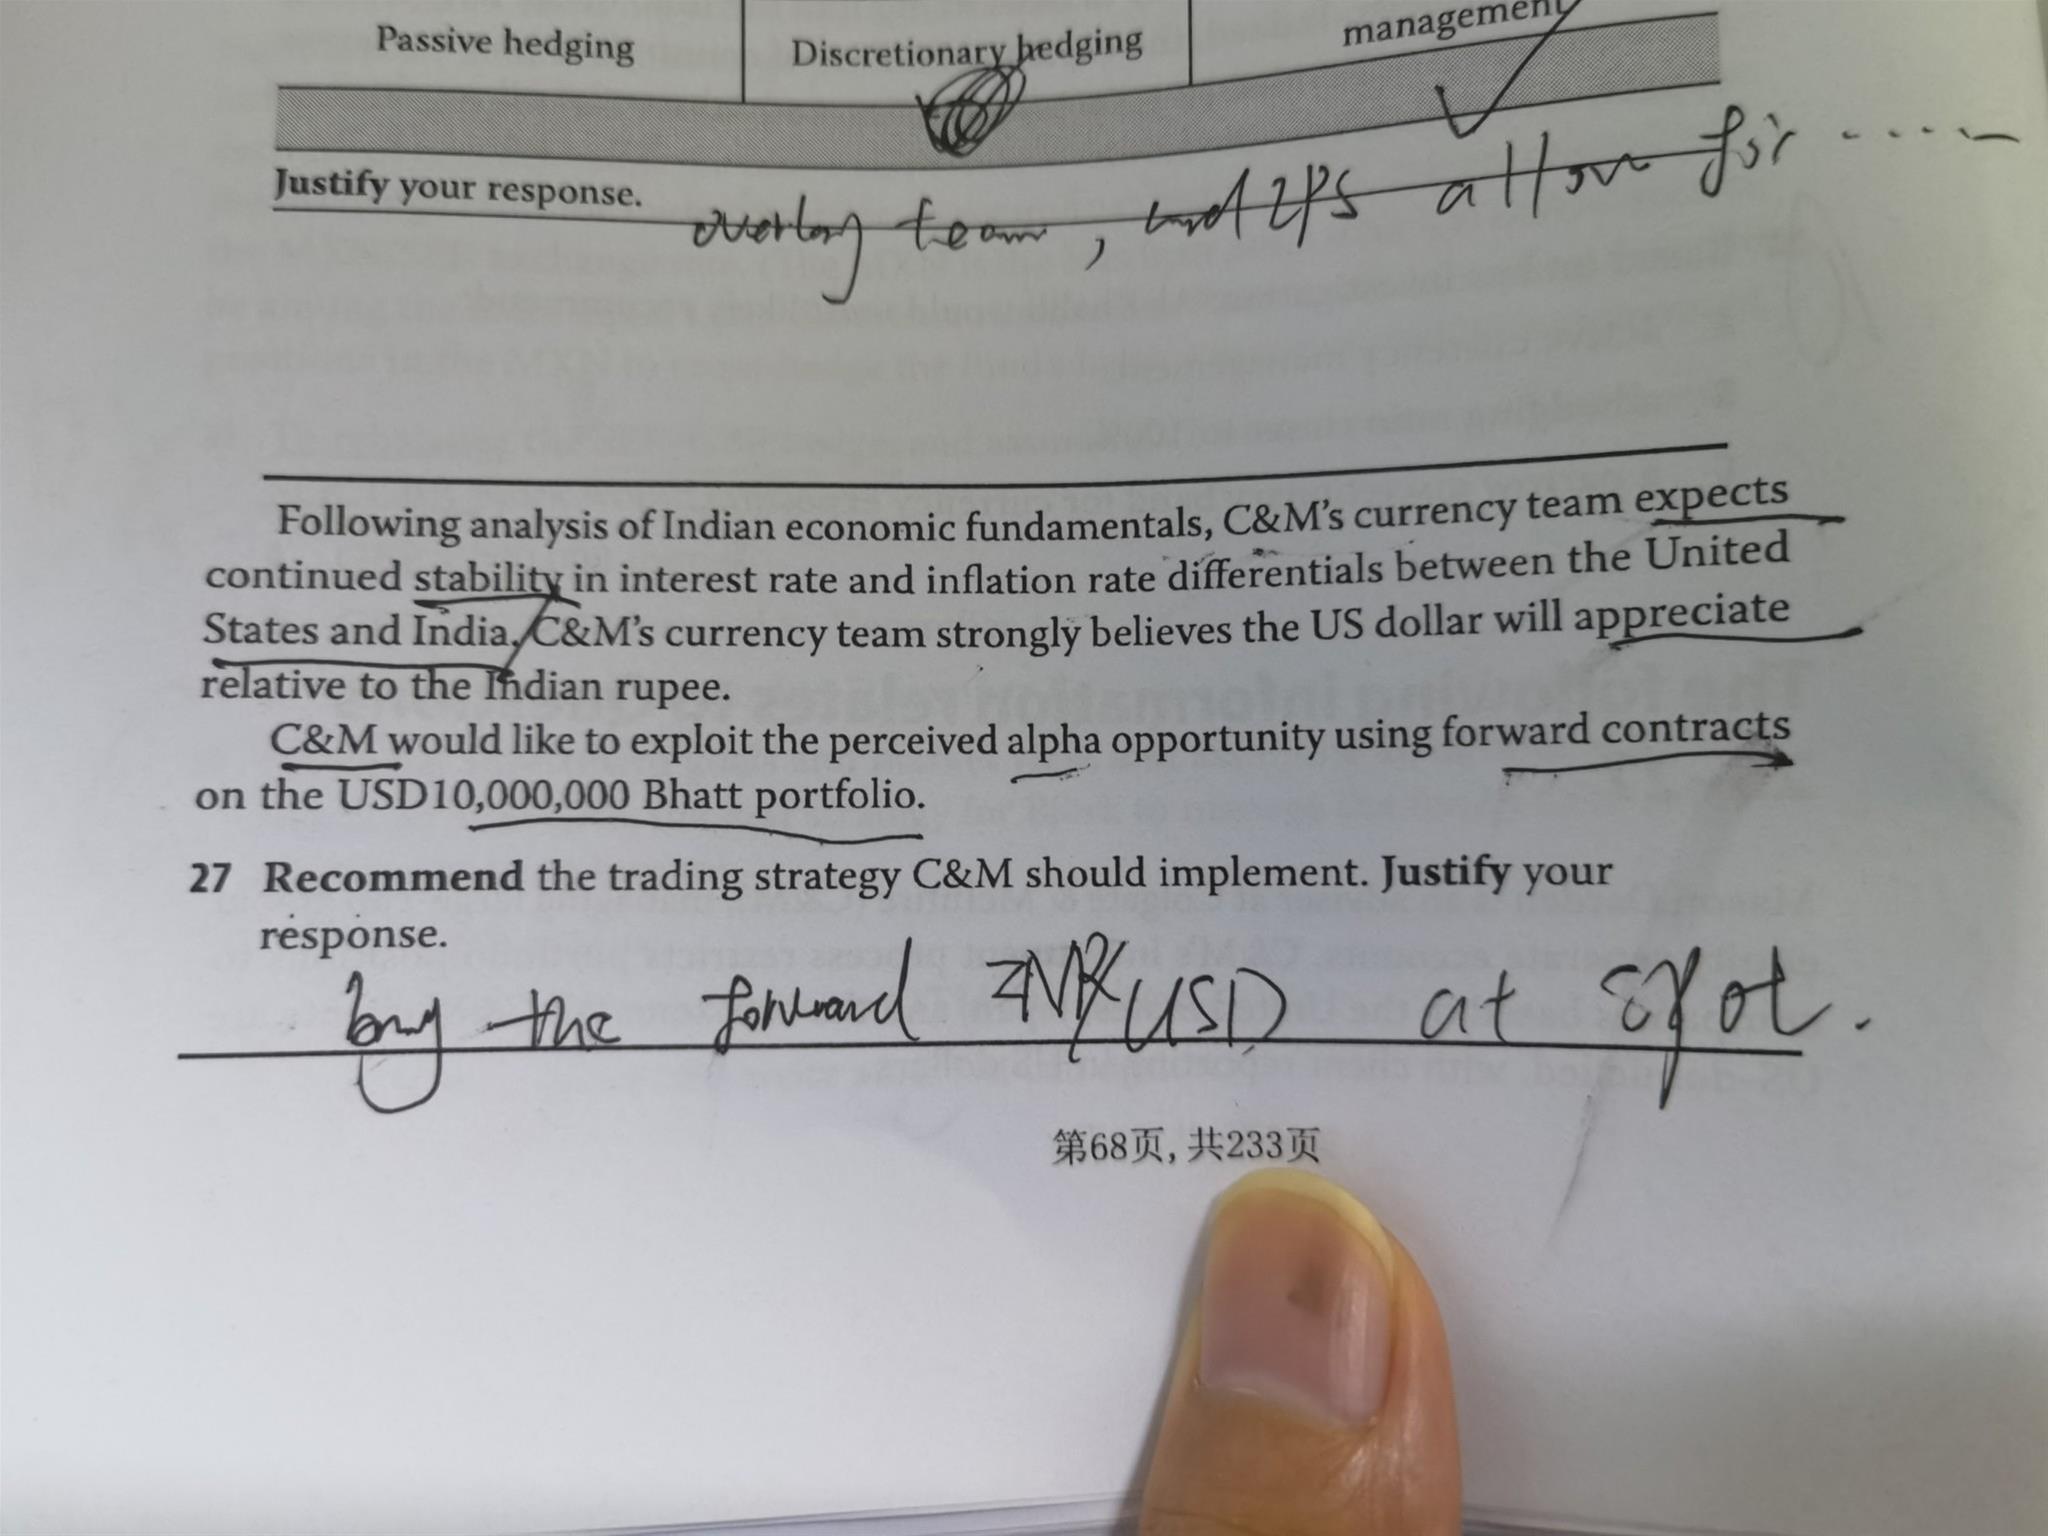 Passive hedging
Discretionary hedging
management
Justify your response.
overlay team, and IPS allow for ......
Following analysis of Indian economic fundamentals, C&M's currency team expects
continued stability in interest rate and inflation rate differentials between the United
States and India. C&M's currency team strongly believes the US dollar will appreciate
relative to the Indian rupee.
C&M would like to exploit the perceived alpha opportunity using forward contracts
on the USD10,000,000 Bhatt portfolio.
27 Recommend the trading strategy C&M should implement. Justify your
response.
buy the forward INR/USD at spot.
第68页, 共233页